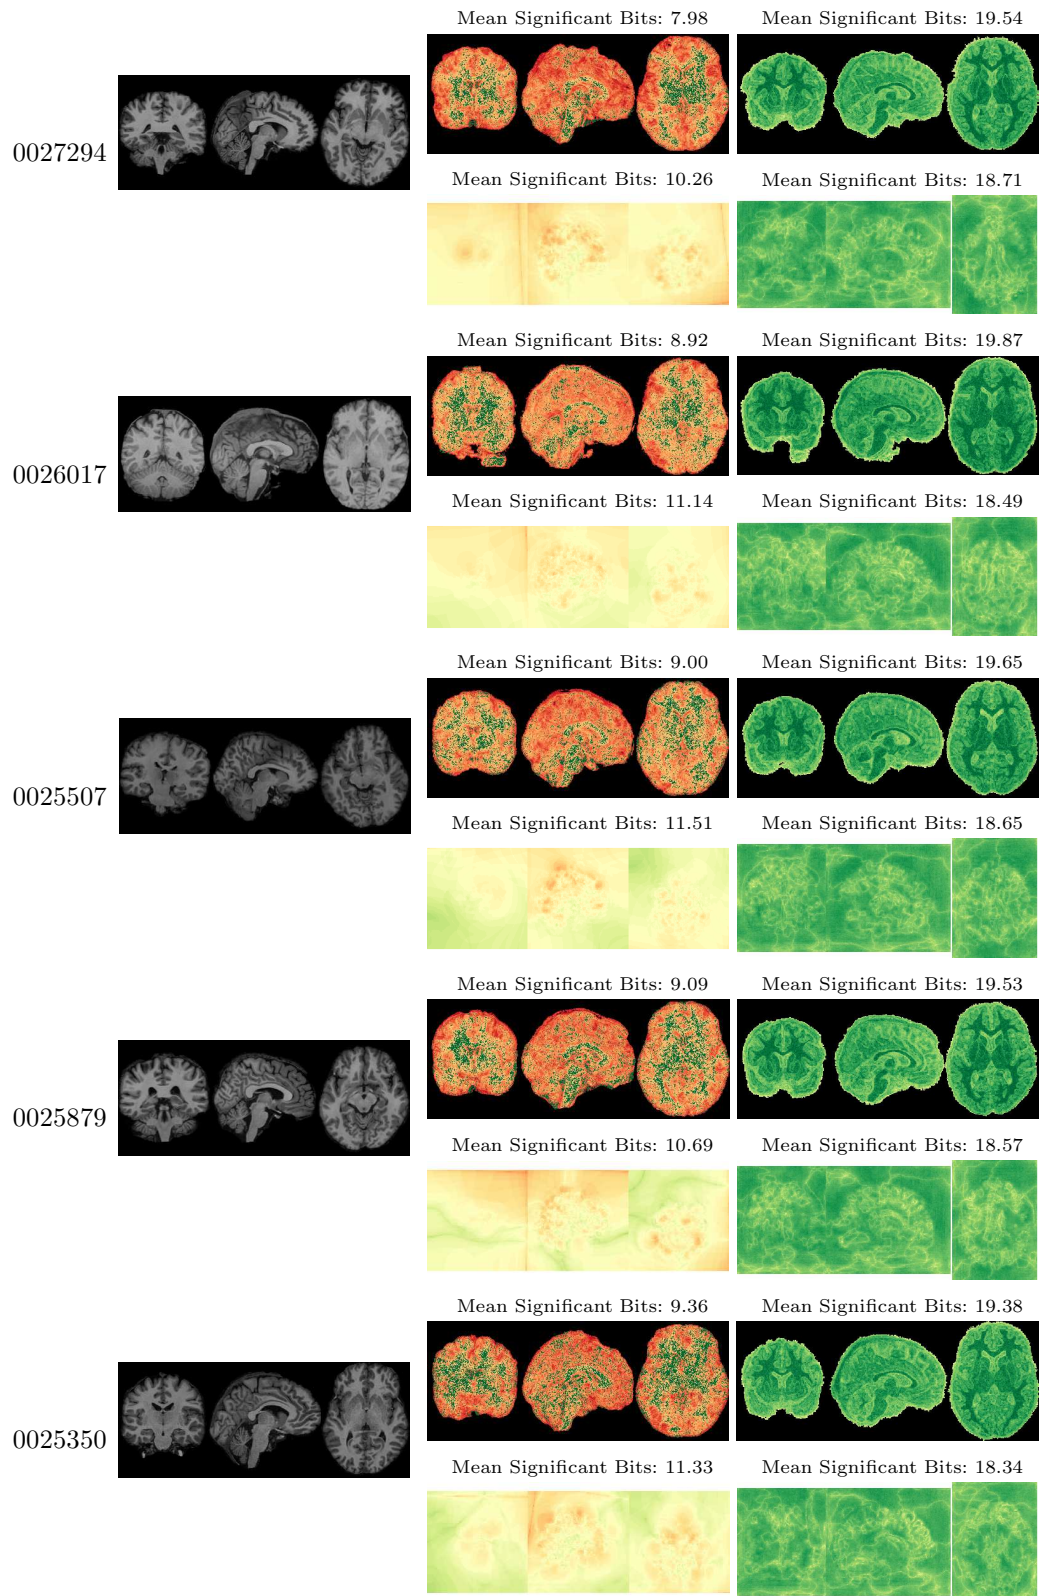 Mean Significant Bits: 7.98
Mean Significant Bits: 19.54
0027294
Mean Significant Bits: 10.26
Mean Significant Bits: 18.71
Mean Significant Bits: 8.92
Mean Significant Bits: 19.87
0026017
Mean Significant Bits: 11.14
Mean Significant Bits: 18.49
Mean Significant Bits: 9.00
Mean Significant Bits: 19.65
0025507
Mean Significant Bits: 11.51
Mean Significant Bits: 18.65
Mean Significant Bits: 9.09
Mean Significant Bits: 19.53
0025879
Mean Significant Bits: 10.69
Mean Significant Bits: 18.57
Mean Significant Bits: 9.36
Mean Significant Bits: 19.38
0025350
Mean Significant Bits: 11.33
Mean Significant Bits: 18.34